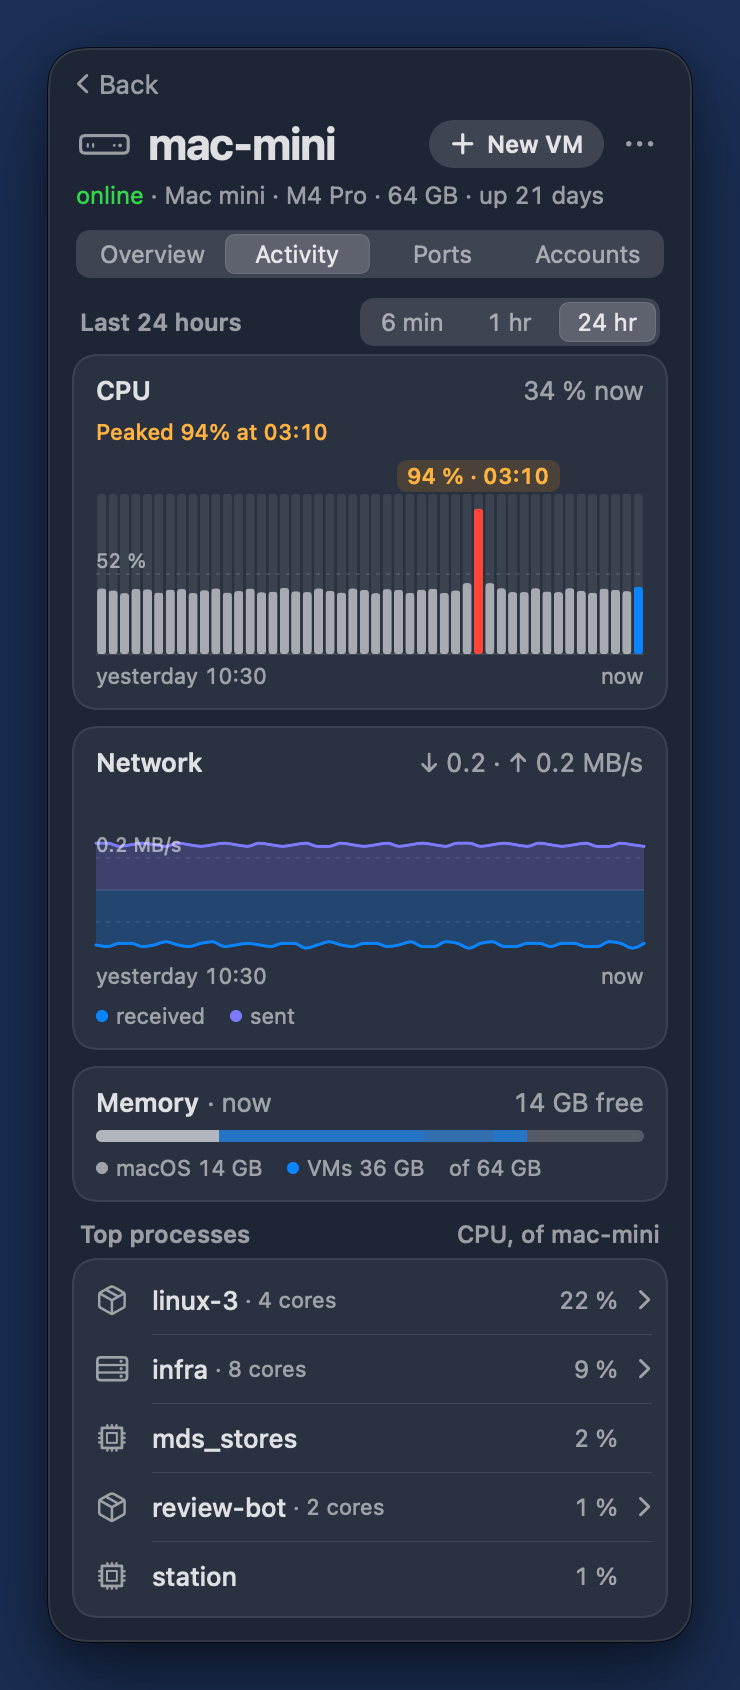 Back
mac-mini
New VM
online · Mac mini · M4 Pro · 64 GB · up 21 days
Overview Activity Ports Accounts
Last 24 hours 6 min 1 hr 24 hr
CPU 34 % now
Peaked 94% at 03:10
94 % · 03:10
52 %
yesterday 10:30 now
Network ↓ 0.2 · ↑ 0.2 MB/s
0.2 MB/s
yesterday 10:30 now
received sent
Memory · now 14 GB free
macOS 14 GB VMs 36 GB of 64 GB
Top processes CPU, of mac-mini
linux-3 · 4 cores 22 %
infra · 8 cores 9 %
mds_stores 2 %
review-bot · 2 cores 1 %
station 1 %